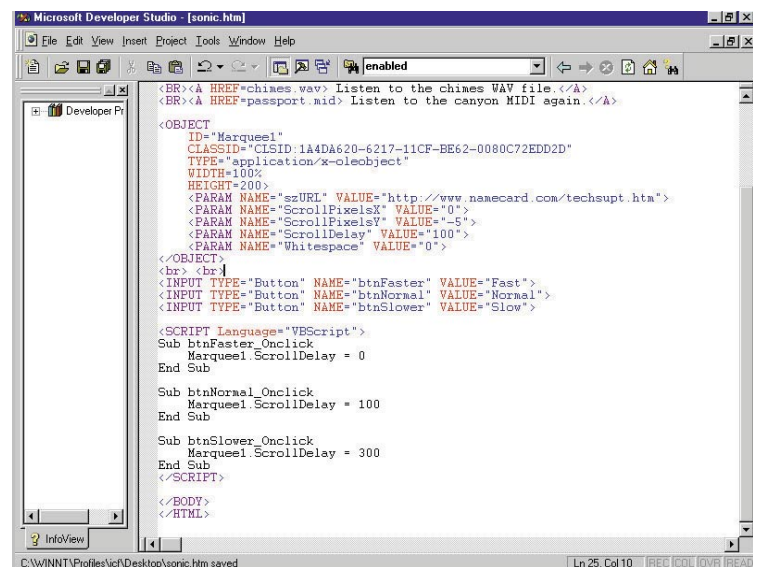 Microsoft Developer Studio - [sonic.htm]
File Edit View Insert Project Tools Window Help
enabled
<BR><A HREF=chimes.wav> Listen to the chimes WAV file.</A>
<BR><A HREF=passport.mid> Listen to the canyon MIDI again.</A>
Developer Pr
<OBJECT
ID="Marquee1"
CLASSID="CLSID:1A4DA620-6217-11CF-BE62-0080C72EDD2D"
TYPE="application/x-oleobject"
WIDTH=100%
HEIGHT=200>
<PARAM NAME="szURL" VALUE="http://www.namecard.com/techsupt.htm">
<PARAM NAME="ScrollPixelsX" VALUE="0">
<PARAM NAME="ScrollPixelsY" VALUE="-5">
<PARAM NAME="ScrollDelay" VALUE="100">
<PARAM NAME="Whitespace" VALUE="0">
</OBJECT>
<br> <br>
<INPUT TYPE="Button" NAME="btnFaster" VALUE="Fast">
<INPUT TYPE="Button" NAME="btnNormal" VALUE="Normal">
<INPUT TYPE="Button" NAME="btnSlower" VALUE="Slow">
<SCRIPT Language="VBScript">
Sub btnFaster_Onclick
Marquee1.ScrollDelay = 0
End Sub
Sub btnNormal_Onclick
Marquee1.ScrollDelay = 100
End Sub
Sub btnSlower_Onclick
Marquee1.ScrollDelay = 300
End Sub
</SCRIPT>
</BODY>
</HTML>
InfoView
C:\WINNT\Profiles\icf\Desktop\sonic.htm saved
Ln 25, Col 10 REC COL OVR READ